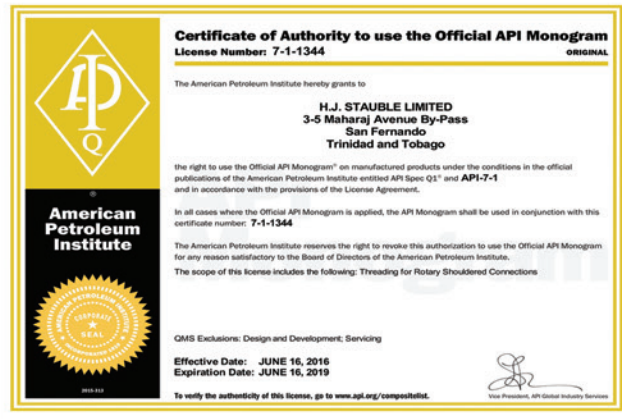 Certificate of Authority to use the Official API Monogram
License Number: 7-1-1344
ORIGINAL
The American Petroleum Institute hereby grants to
H.J. STAUBLE LIMITED
3-5 Maharaj Avenue By-Pass
San Fernando
Trinidad and Tobago
the right to use the Official API Monogram® on manufactured products under the conditions in the official
publications of the American Petroleum Institute entitled API Spec Q1® and API-7-1
and in accordance with the provisions of the License Agreement.
In all cases where the Official API Monogram is applied, the API Monogram shall be used in conjunction with this
certificate number: 7-1-1344
The American Petroleum Institute reserves the right to revoke this authorization to use the Official API Monogram
for any reason satisfactory to the Board of Directors of the American Petroleum Institute.
The scope of this license includes the following: Threading for Rotary Shouldered Connections
QMS Exclusions: Design and Development; Servicing
Effective Date: JUNE 16, 2016
Expiration Date: JUNE 16, 2019
To verify the authenticity of this license, go to www.api.org/compositelist.
Vice President, API Global Industry Services
API
Q
®
American
Petroleum
Institute
AMERICAN PETROLEUM INSTITUTE
CORPORATE
SEAL
INCORPORATED 1919
2015-313